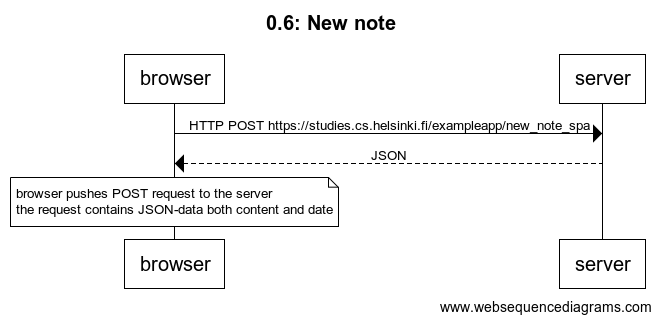 0.6: New note
browser
server
HTTP POST https://studies.cs.helsinki.fi/exampleapp/new_note_spa
JSON
browser pushes POST request to the server
the request contains JSON-data both content and date
browser
server
www.websequencediagrams.com